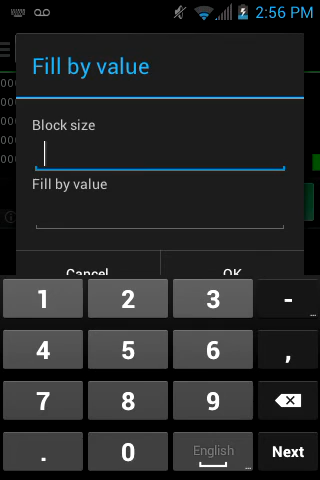 2:56 PM
Fill by value
Block size
Fill by value
Cancel OK
1 2 3 - ...
4 5 6 ,
7 8 9
. 0 English ... Next